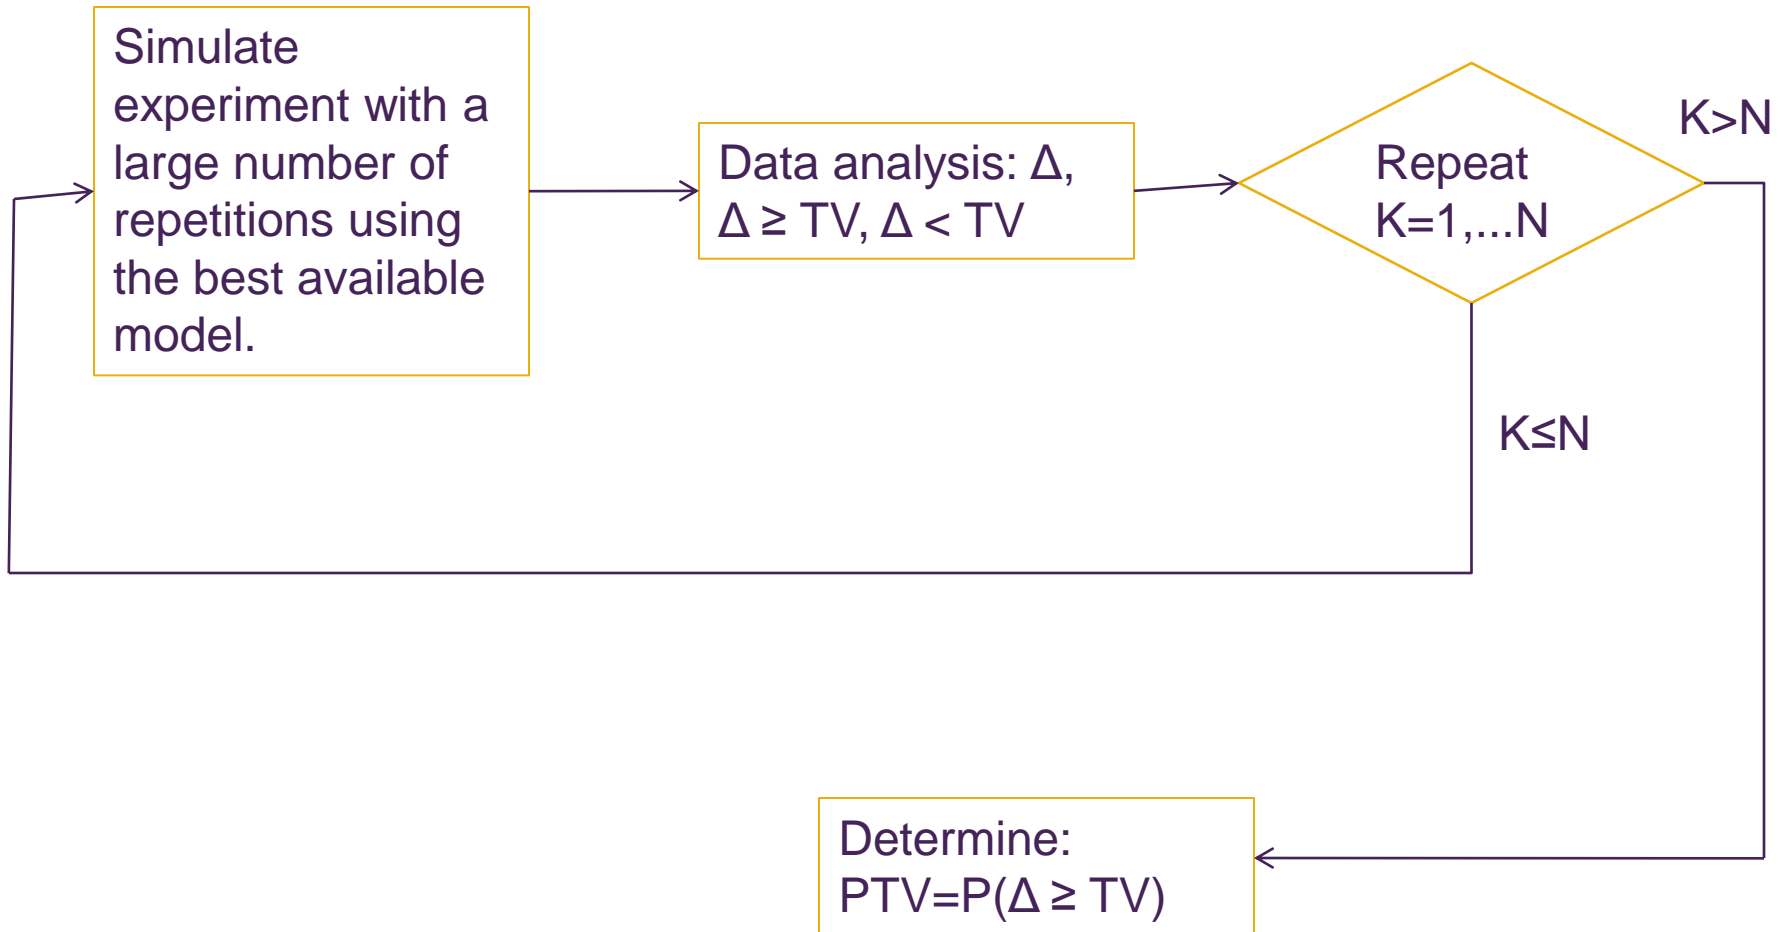 Simulate
experiment with a
large number of
repetitions using
the best available
model.
Data analysis: Δ,
Δ ≥ TV, Δ < TV
Repeat
K=1,...N
K>N
K≤N
Determine:
PTV=P(Δ ≥ TV)